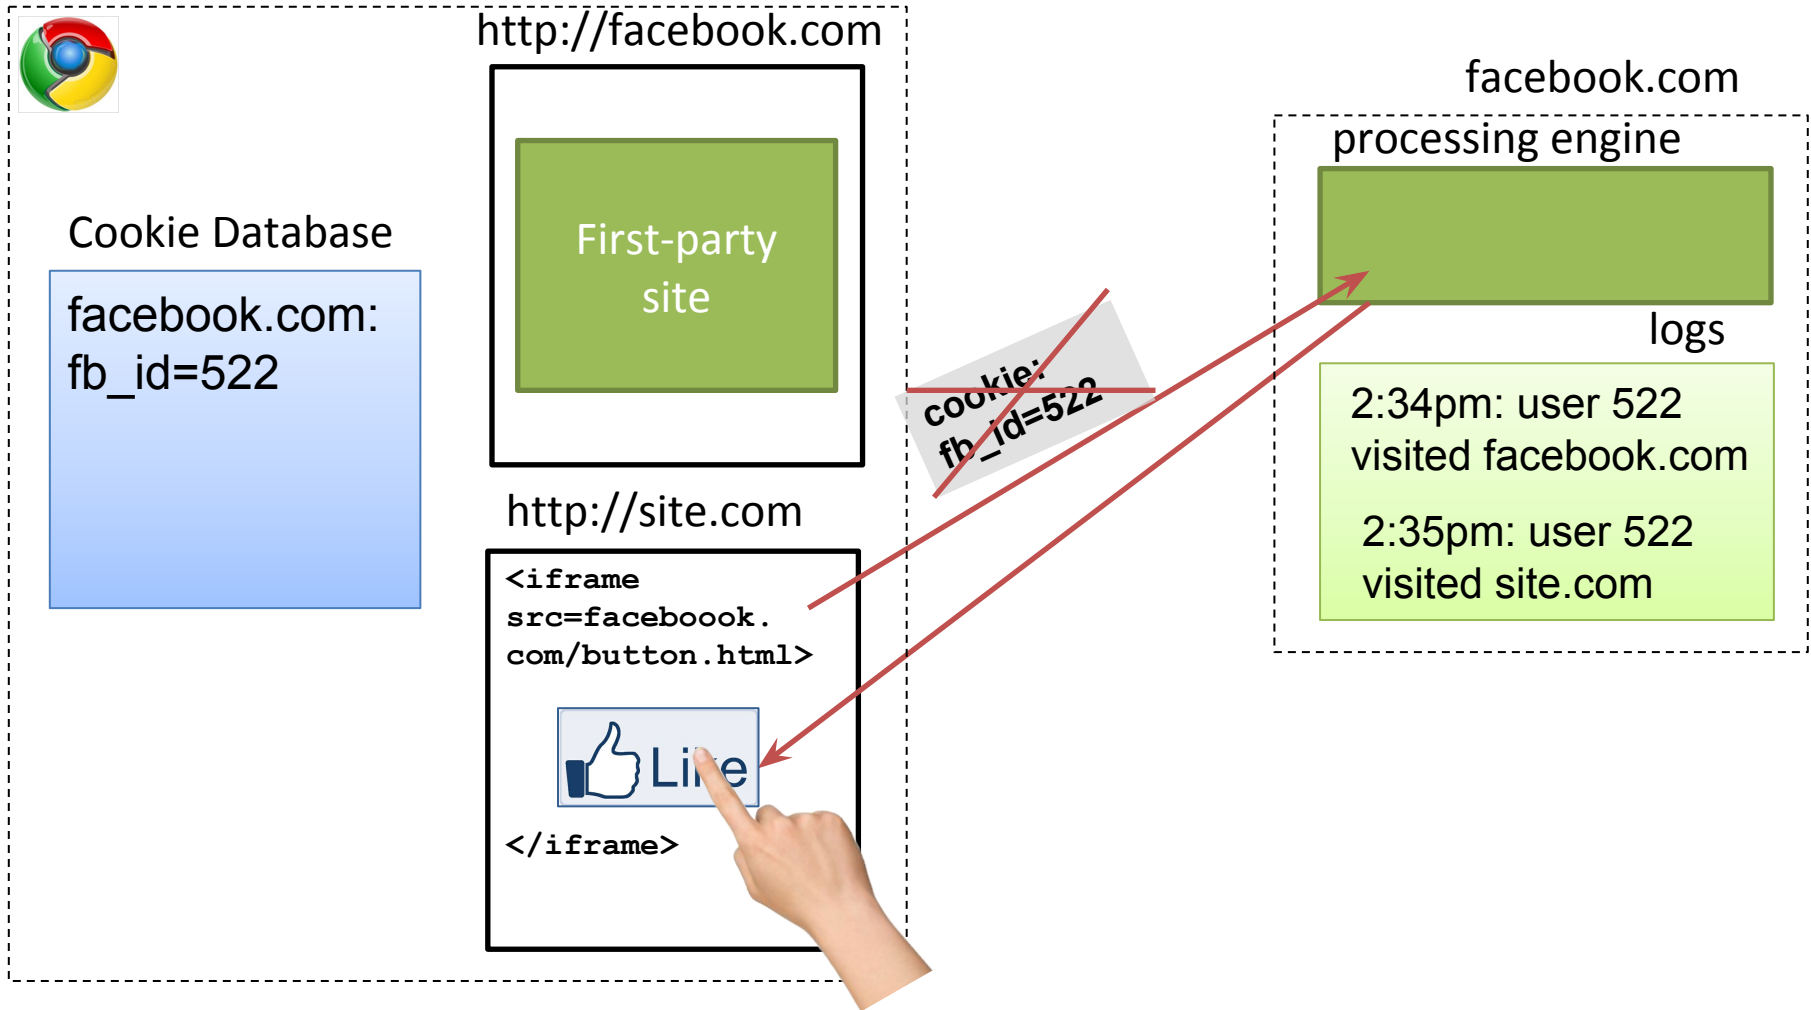 http://facebook.com
facebook.com
processing engine
Cookie Database
First-party
site
facebook.com:
fb_id=522
logs
cookie:
fb_id=522
2:34pm: user 522
visited facebook.com
http://site.com
2:35pm: user 522
visited site.com
<iframe
src=faceboook.
com/button.html>
Like
</iframe>